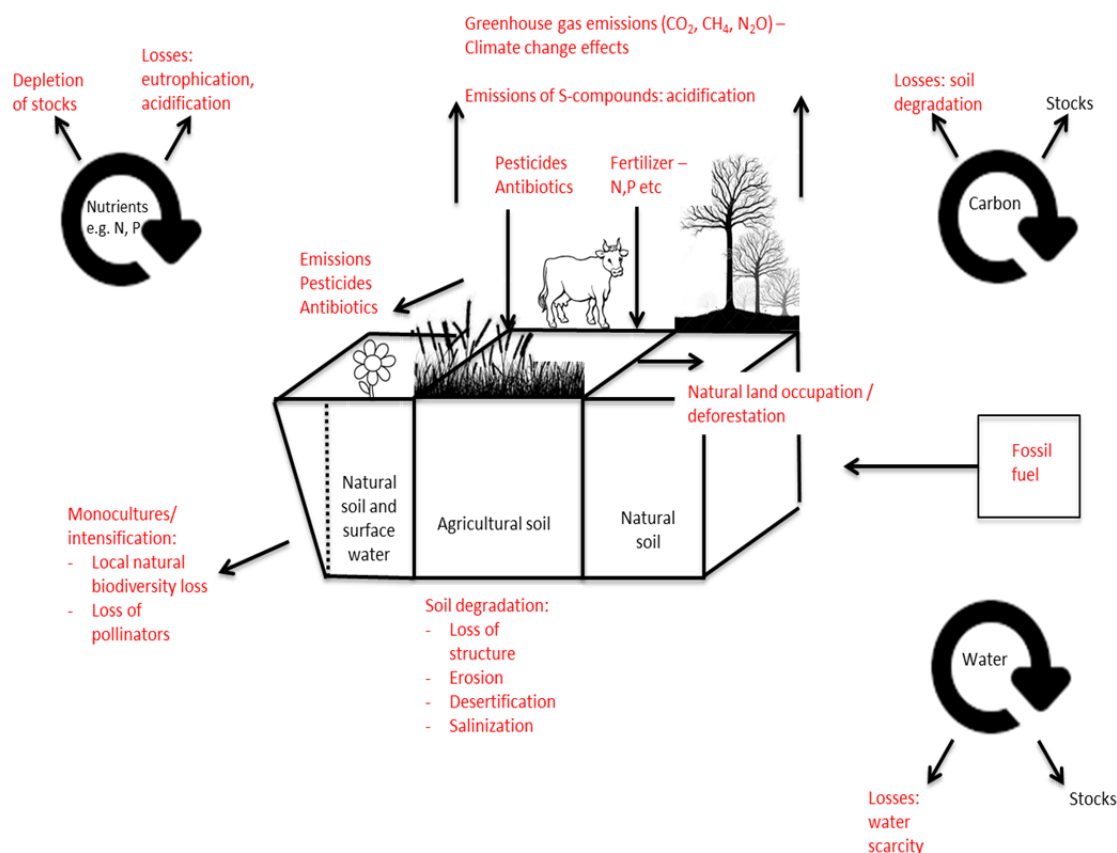 Greenhouse gas emissions (CO₂, CH₄, N₂O) –
Climate change effects
Emissions of S-compounds: acidification
Depletion
of stocks
Losses:
eutrophication,
acidification
Nutrients
e.g. N, P
Losses: soil
degradation
Stocks
Carbon
Pesticides
Antibiotics
Fertilizer –
N,P etc
Emissions
Pesticides
Antibiotics
Natural land occupation /
deforestation
Fossil
fuel
Natural
soil and
surface
water
Agricultural soil
Natural
soil
Monocultures/
intensification:
- Local natural
biodiversity loss
- Loss of
pollinators
Soil degradation:
- Loss of
structure
- Erosion
- Desertification
- Salinization
Water
Losses:
water
scarcity
Stocks